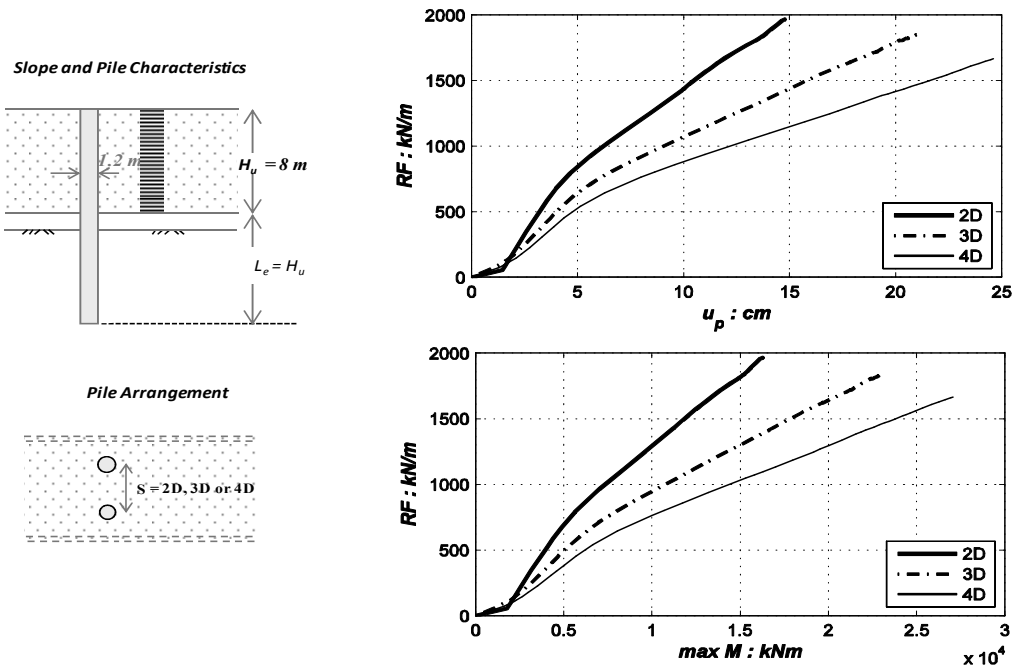 Slope and Pile Characteristics
1.2 m
H_u = 8 m
L_e = H_u
Pile Arrangement
S = 2D, 3D or 4D
2000
1500
1000
500
0
RF : kN/m
0 5 10 15 20 25
u_p : cm
2D
3D
4D
2000
1500
1000
500
0
RF : kN/m
0 0.5 1 1.5 2 2.5 3
max M : kNm
x 10^4
2D
3D
4D